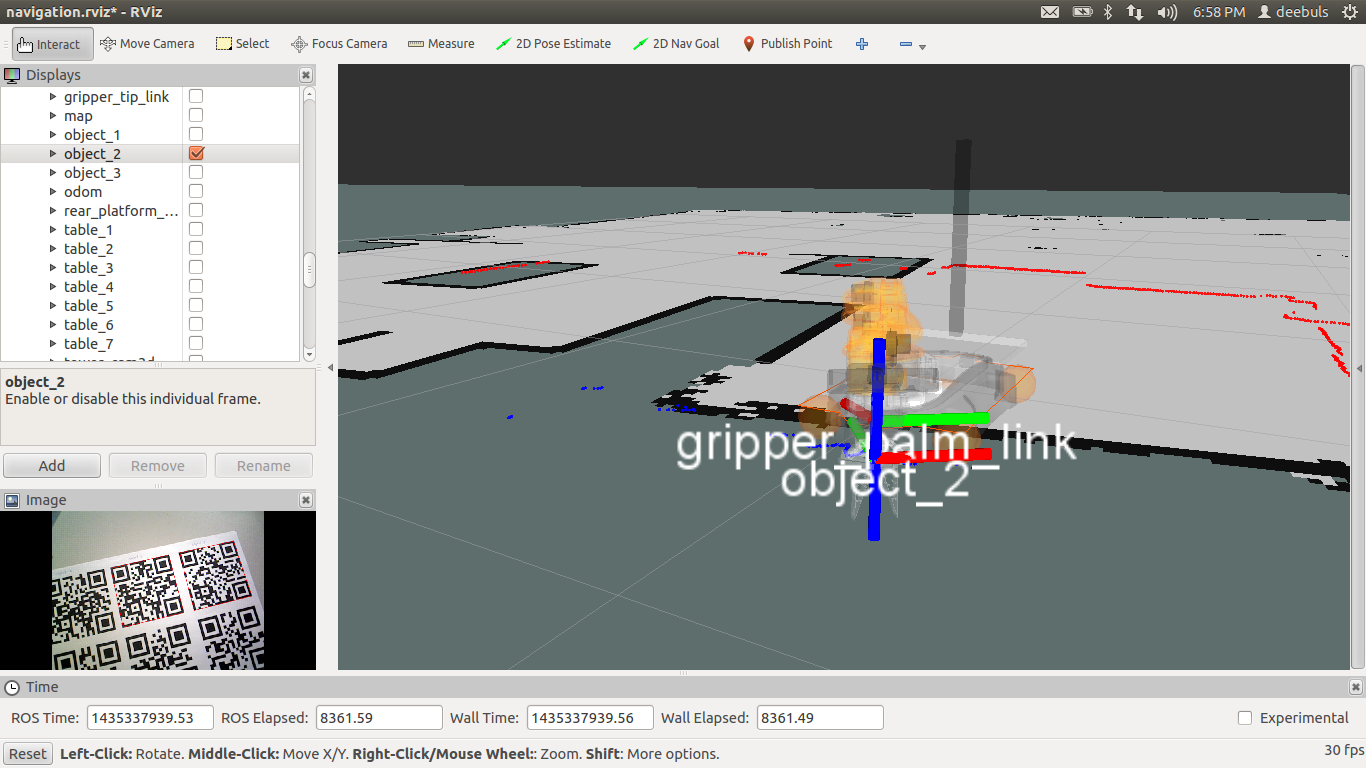 navigation.rviz* - RViz
6:58 PM
deebuls
Interact
Move Camera
Select
Focus Camera
Measure
2D Pose Estimate
2D Nav Goal
Publish Point
Displays
gripper_tip_link
map
object_1
object_2
object_3
odom
rear_platform_...
table_1
table_2
table_3
table_4
table_5
table_6
table_7
object_2
Enable or disable this individual frame.
Add
Remove
Rename
Image
gripper_palm_link
object_2
Time
ROS Time: 1435337939.53 ROS Elapsed: 8361.59 Wall Time: 1435337939.56 Wall Elapsed: 8361.49 Experimental
Reset Left-Click: Rotate. Middle-Click: Move X/Y. Right-Click/Mouse Wheel:: Zoom. Shift: More options. 30 fps